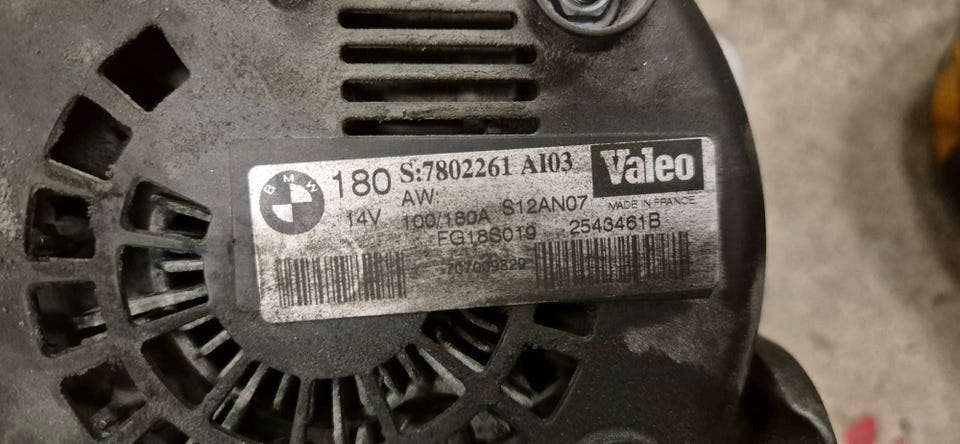 BMW
180 S:7802261 AI03 Valeo
AW:
14V 100/180A S12AN07 MADE IN FRANCE
FG18S019 2543461B